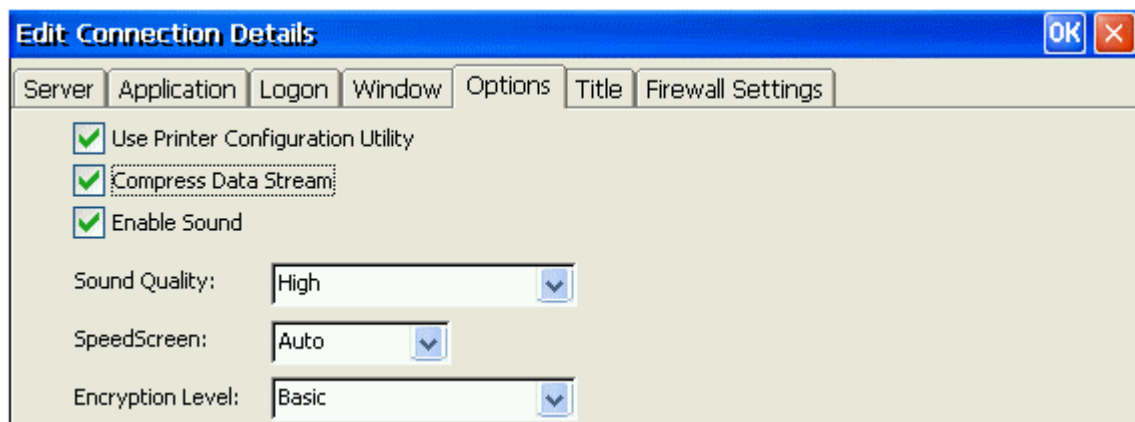 Edit Connection Details OK
Server Application Logon Window Options Title Firewall Settings
Use Printer Configuration Utility
Compress Data Stream
Enable Sound
Sound Quality: High
SpeedScreen: Auto
Encryption Level: Basic